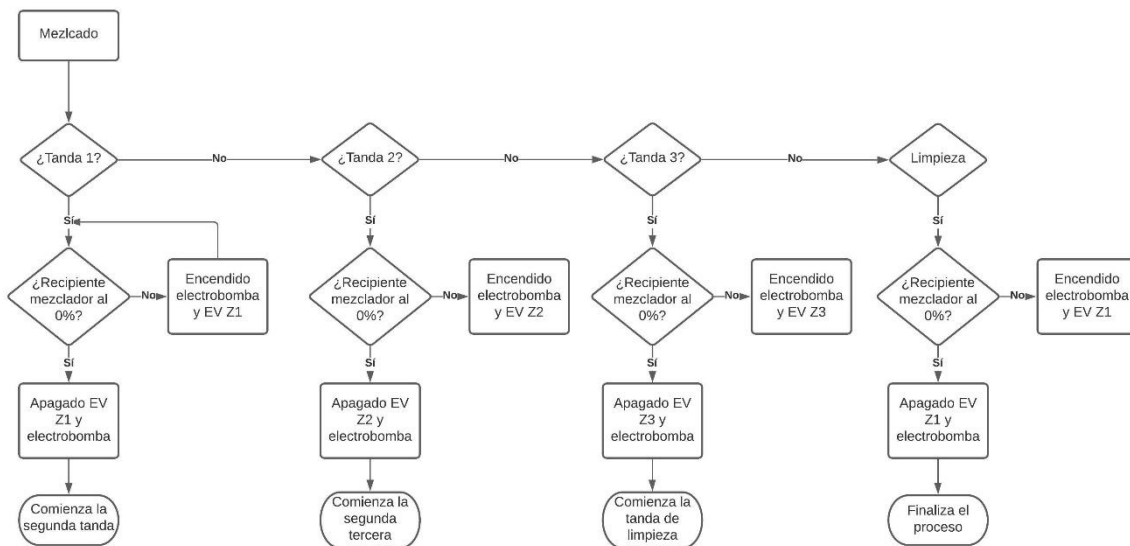 Mezlcado
¿Tanda 1?
No
¿Tanda 2?
No
¿Tanda 3?
No
Limpieza
Sí
Sí
Sí
Sí
¿Recipiente
mezclador al
0%?
No
Encendido
electrobomba
y EV Z1
¿Recipiente
mezclador al
0%?
No
Encendido
electrobomba
y EV Z2
¿Recipiente
mezclador al
0%?
No
Encendido
electrobomba
y EV Z3
¿Recipiente
mezclador al
0%?
No
Encendido
electrobomba
y EV Z1
Sí
Sí
Sí
Sí
Apagado EV
Z1 y
electrobomba
Apagado EV
Z2 y
electrobomba
Apagado EV
Z3 y
electrobomba
Apagado EV
Z1 y
electrobomba
Comienza la
segunda tanda
Comienza la
segunda
tercera
Comienza la
tanda de
limpieza
Finaliza el
proceso